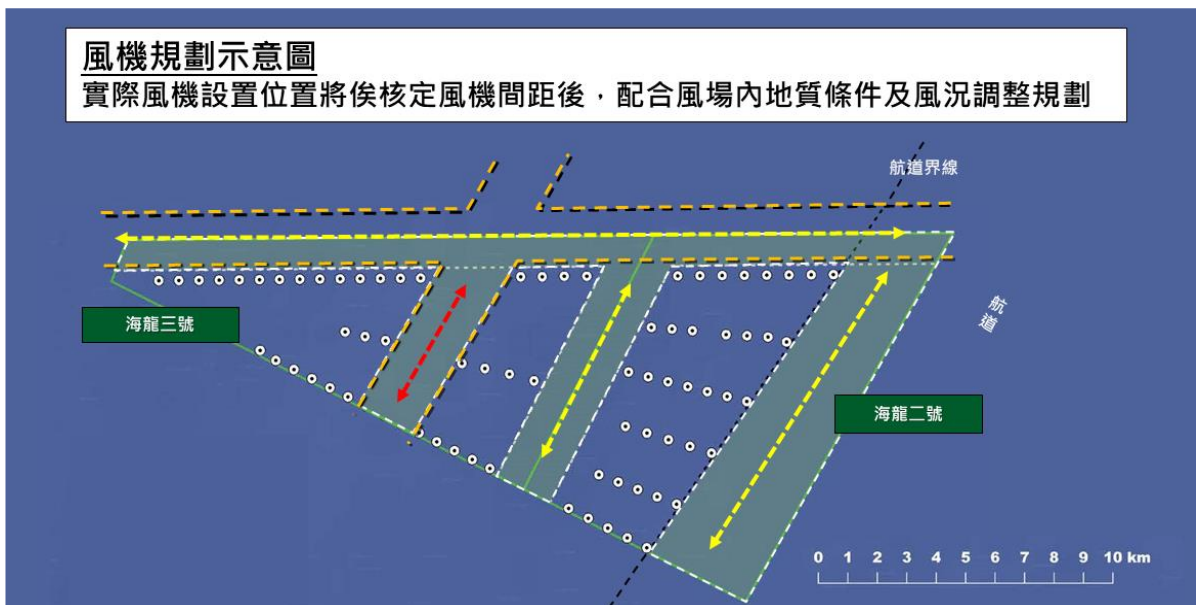 風機規劃示意圖
實際風機設置位置將俟核定風機間距後，配合風場內地質條件及風況調整規劃
航道界線
航道
海龍三號
海龍二號
0 1 2 3 4 5 6 7 8 9 10 km